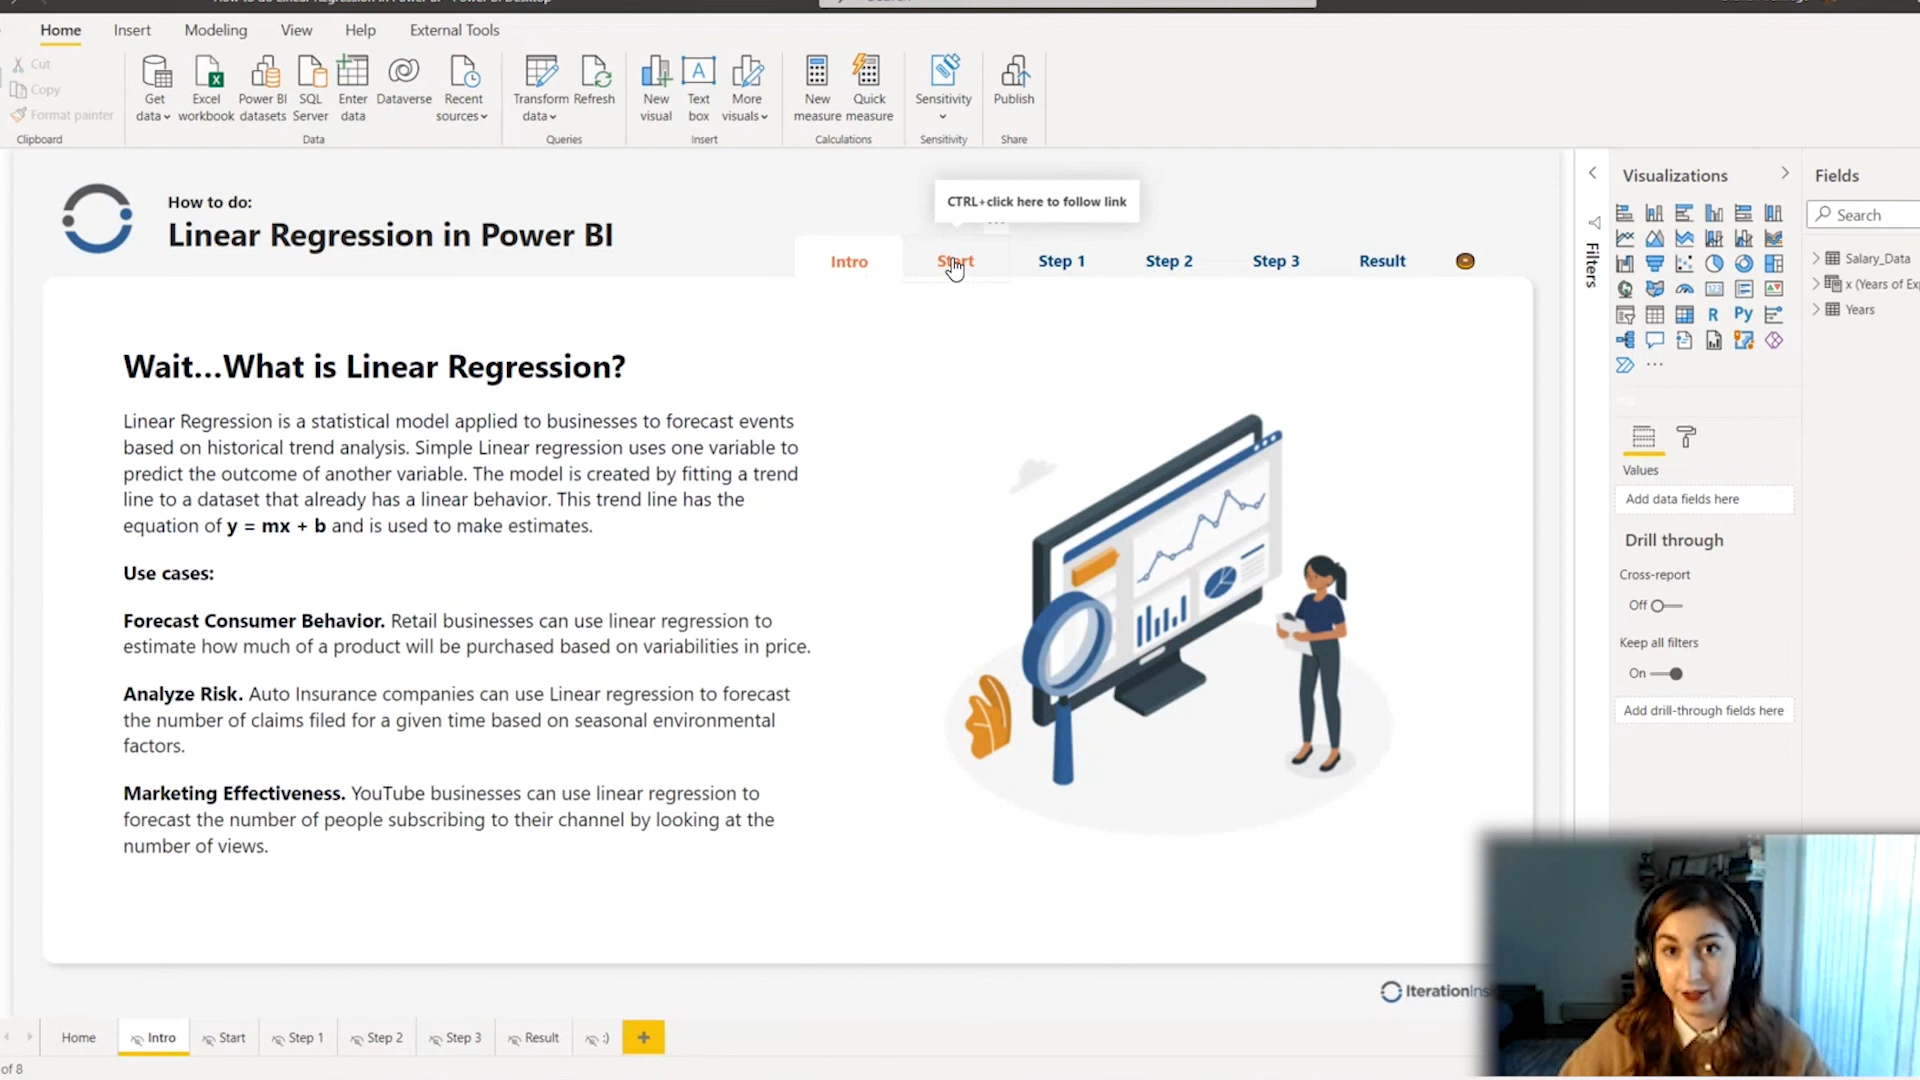 Home Insert Modeling View Help External Tools
Cut
Copy
Format painter
Get data
Excel workbook
Power BI datasets
SQL Server
Enter data
Dataverse
Recent sources
Transform data
Refresh
New visual
Text box
More visuals
New measure
Quick measure
Sensitivity
Publish
Clipboard Data Queries Insert Calculations Sensitivity Share
How to do:
Linear Regression in Power BI
CTRL+click here to follow link
Intro Start Step 1 Step 2 Step 3 Result
Wait...What is Linear Regression?
Linear Regression is a statistical model applied to businesses to forecast events
based on historical trend analysis. Simple Linear regression uses one variable to
predict the outcome of another variable. The model is created by fitting a trend
line to a dataset that already has a linear behavior. This trend line has the
equation of y = mx + b and is used to make estimates.
Use cases:
Forecast Consumer Behavior. Retail businesses can use linear regression to
estimate how much of a product will be purchased based on variabilities in price.
Analyze Risk. Auto Insurance companies can use Linear regression to forecast
the number of claims filed for a given time based on seasonal environmental
factors.
Marketing Effectiveness. YouTube businesses can use linear regression to
forecast the number of people subscribing to their channel by looking at the
number of views.
Filters
Visualizations
R Py
123
Values
Add data fields here
Drill through
Cross-report
Off
Keep all filters
On
Add drill-through fields here
Fields
Search
Salary_Data
x (Years of Exp
Years
IterationIns
Home Intro Start Step 1 Step 2 Step 3 Result :) +
of 8